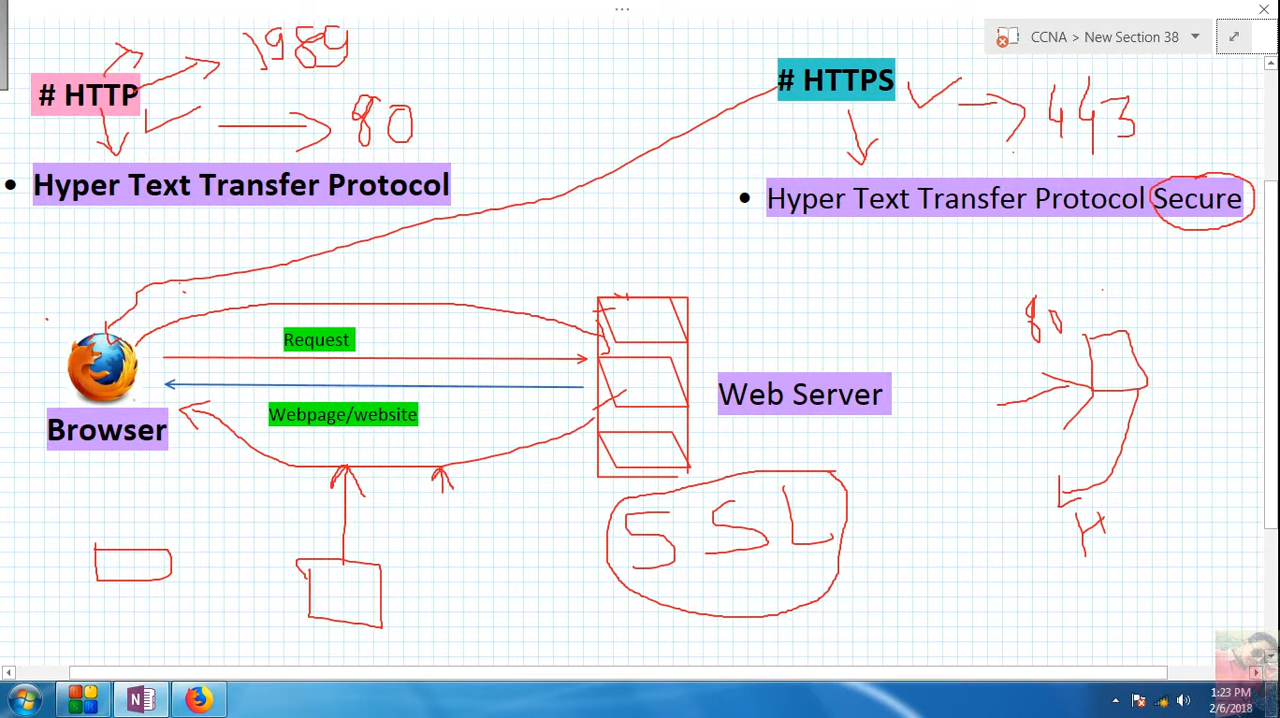 CCNA > New Section 38
1989
# HTTP
80
# HTTPS
443
• Hyper Text Transfer Protocol
• Hyper Text Transfer Protocol Secure
80
Request
Web Server
Webpage/website
Browser
SSL
H
1:23 PM
2/6/2018